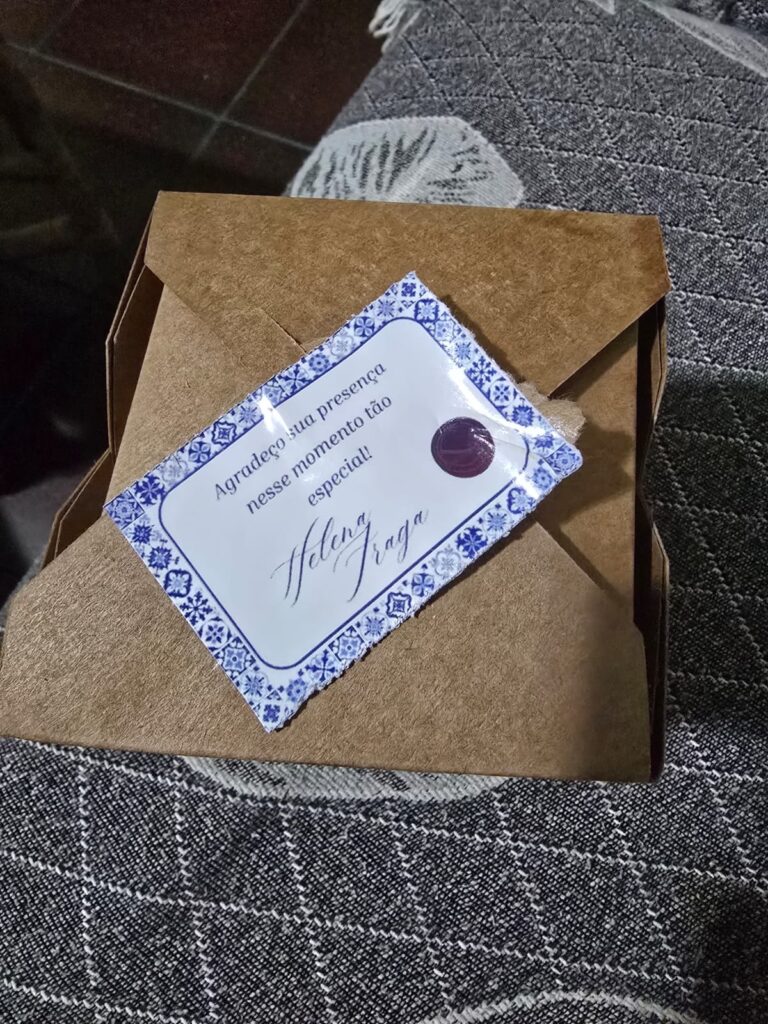 Agradeço sua presença
nesse momento tão
especial!
Helena
Fraga